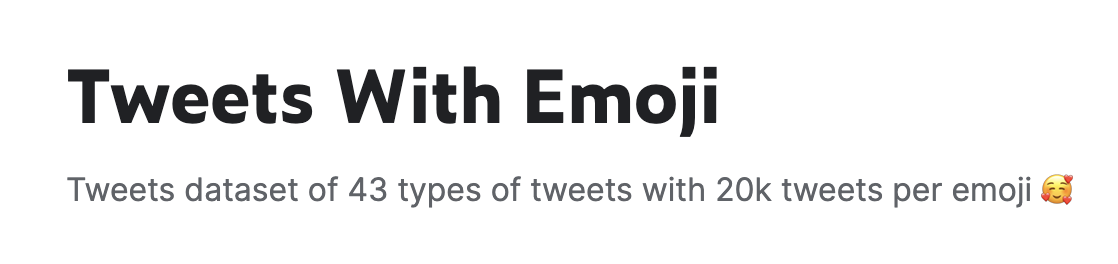 Tweets With Emoji
Tweets dataset of 43 types of tweets with 20k tweets per emoji 🥰